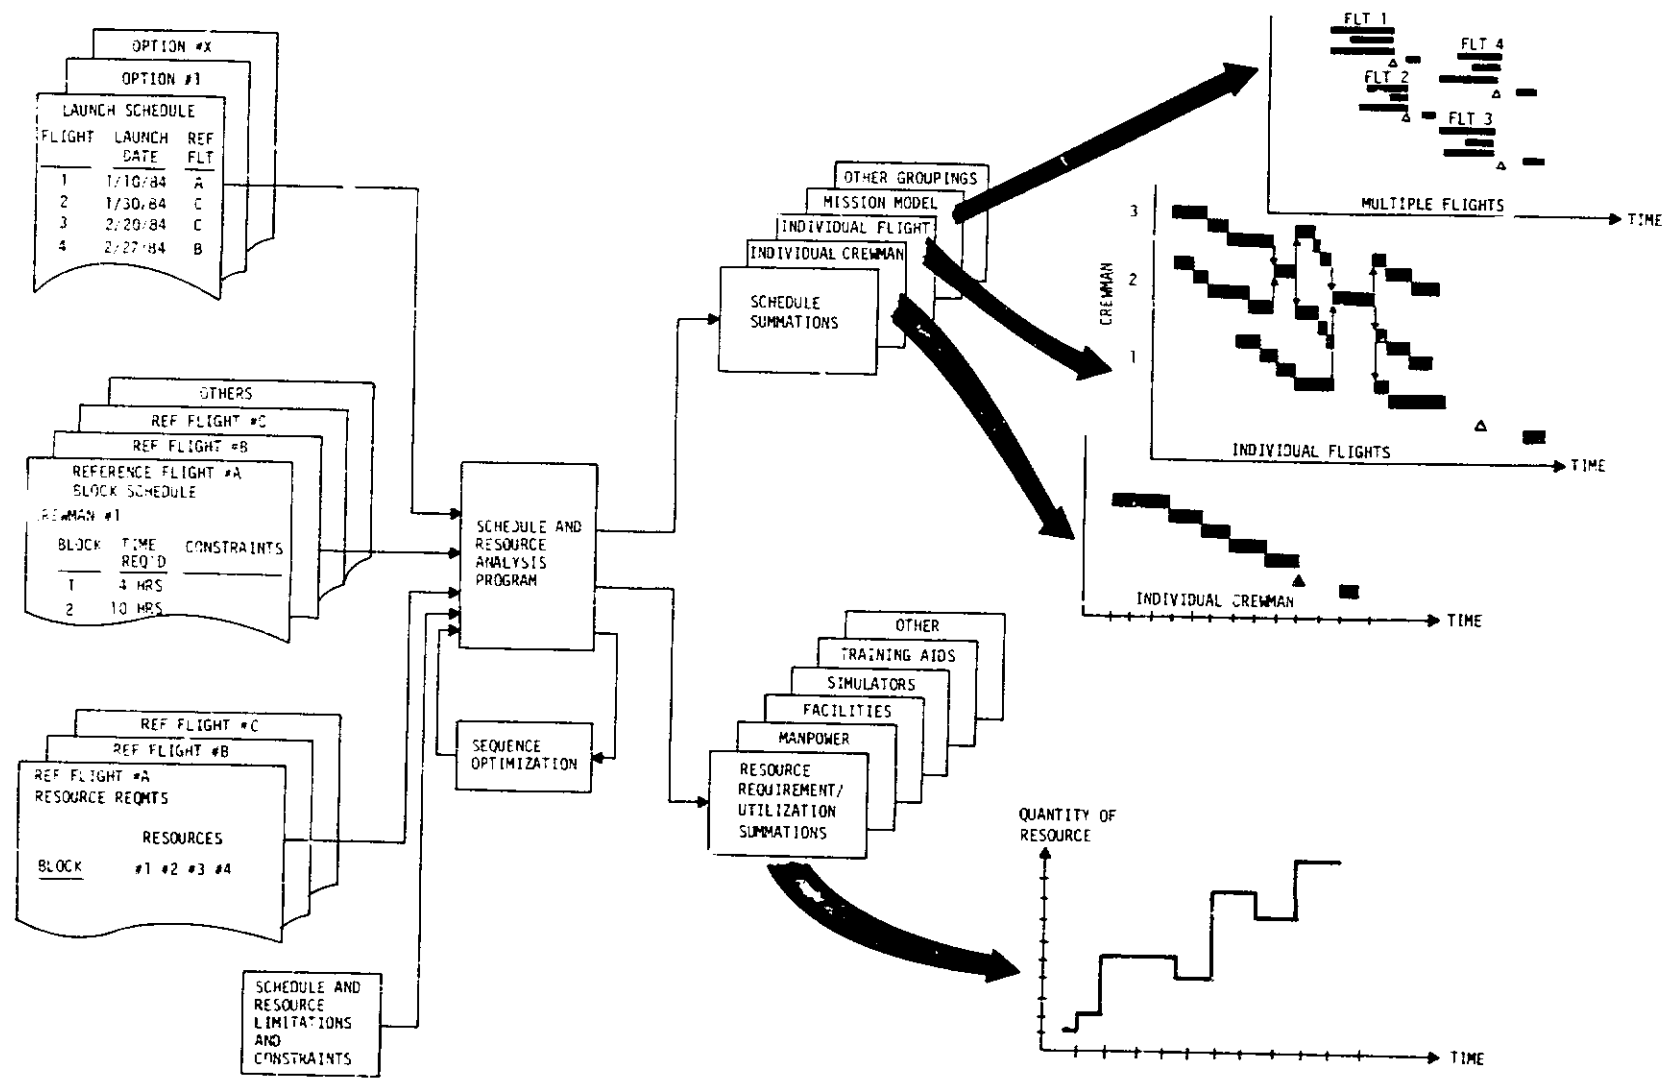 OPTION #X
OPTION #1
LAUNCH SCHEDULE
FLIGHT LAUNCH DATE REF FLT
1 1/10/84 A
2 1/30/84 C
3 2/20/84 C
4 2/27/84 B
OTHERS
REF FLIGHT #C
REF FLIGHT #B
REFERENCE FLIGHT #A
BLOCK SCHEDULE
CREWMAN #1
BLOCK TIME REQ'D CONSTRAINTS
1 4 HRS
2 10 HRS
REF FLIGHT #C
REF FLIGHT #B
REF FLIGHT #A
RESOURCE REQMTS
RESOURCES
BLOCK #1 #2 #3 #4
SCHEDULE AND
RESOURCE
LIMITATIONS
AND
CONSTRAINTS
SCHEDULE AND
RESOURCE
ANALYSIS
PROGRAM
SEQUENCE
OPTIMIZATION
OTHER GROUPINGS
MISSION MODEL
INDIVIDUAL FLIGHT
INDIVIDUAL CREWMAN
SCHEDULE
SUMMATIONS
OTHER
TRAINING AIDS
SIMULATORS
FACILITIES
MANPOWER
RESOURCE
REQUIREMENT/
UTILIZATION
SUMMATIONS
FLT 1
FLT 4
FLT 2
FLT 3
MULTIPLE FLIGHTS
TIME
CREWMAN
3
2
1
INDIVIDUAL FLIGHTS
TIME
INDIVIDUAL CREWMAN
TIME
QUANTITY OF
RESOURCE
TIME